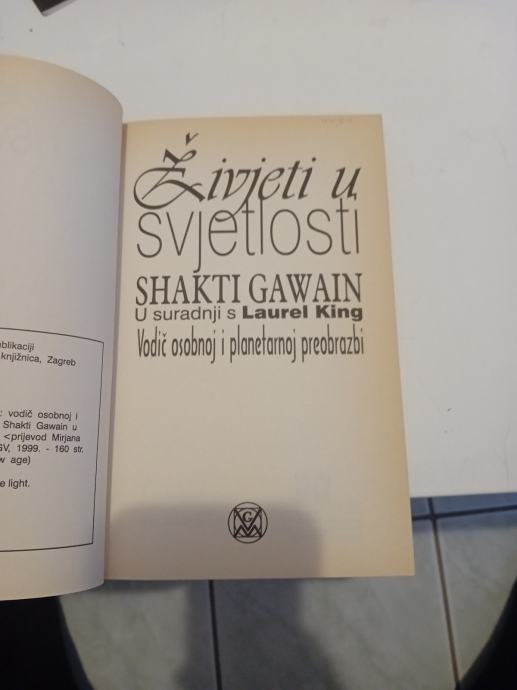 blikaciji
knjižnica, Zagreb
: vodič osobnoj i
Shakti Gawain u
<prijevod Mirjana
GV, 1999. - 160 str.
w age)
e light.
Živjeti u
svjetlosti
SHAKTI GAWAIN
U suradnji s Laurel King
Vodič osobnoj i planetarnoj preobrazbi